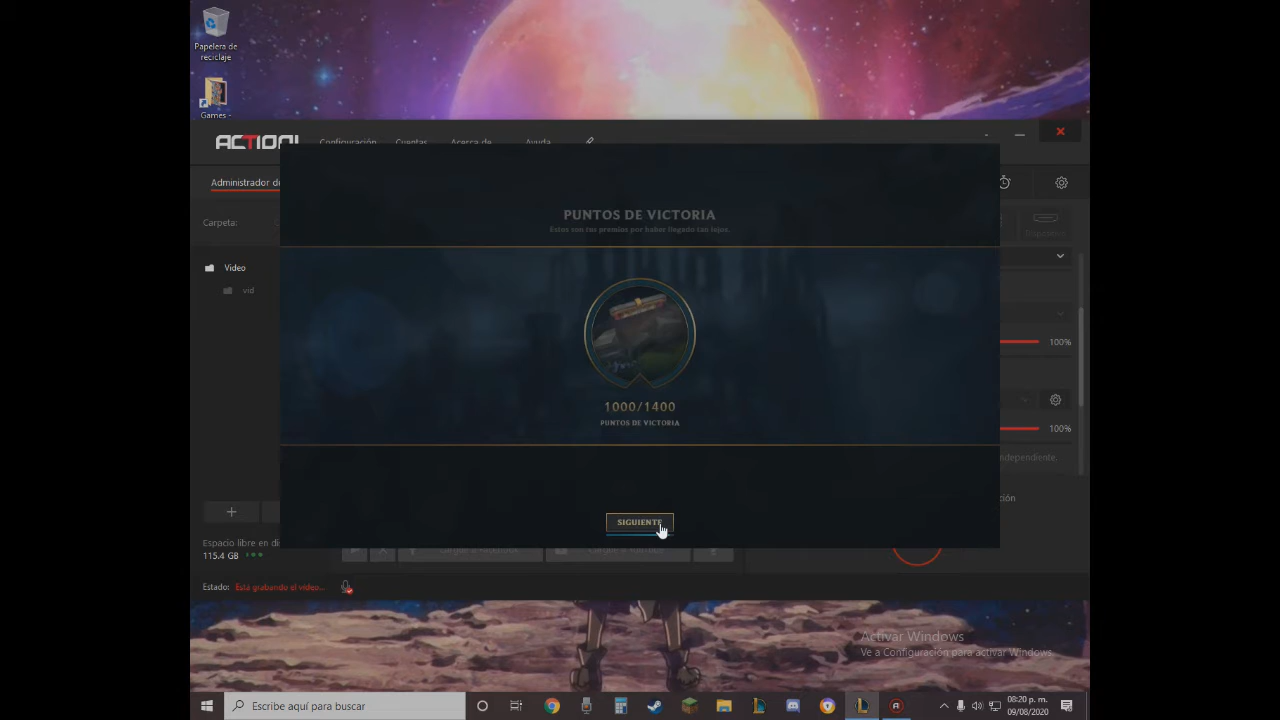 Papelera de
reciclaje
Games -
ACTION!
Configuración Cuentas Acerca de Ayuda
Administrador de
Carpeta:
PUNTOS DE VICTORIA
Estos son tus premios por haber llegado tan lejos.
Video
vid
100%
1000/1400
PUNTOS DE VICTORIA
100%
independiente.
SIGUIENTE
Espacio libre en di
115.4 GB
Estado: Está grabando el video...
Activar Windows
Ve a Configuración para activar Windows.
Escribe aquí para buscar
08:20 p. m.
09/08/2020